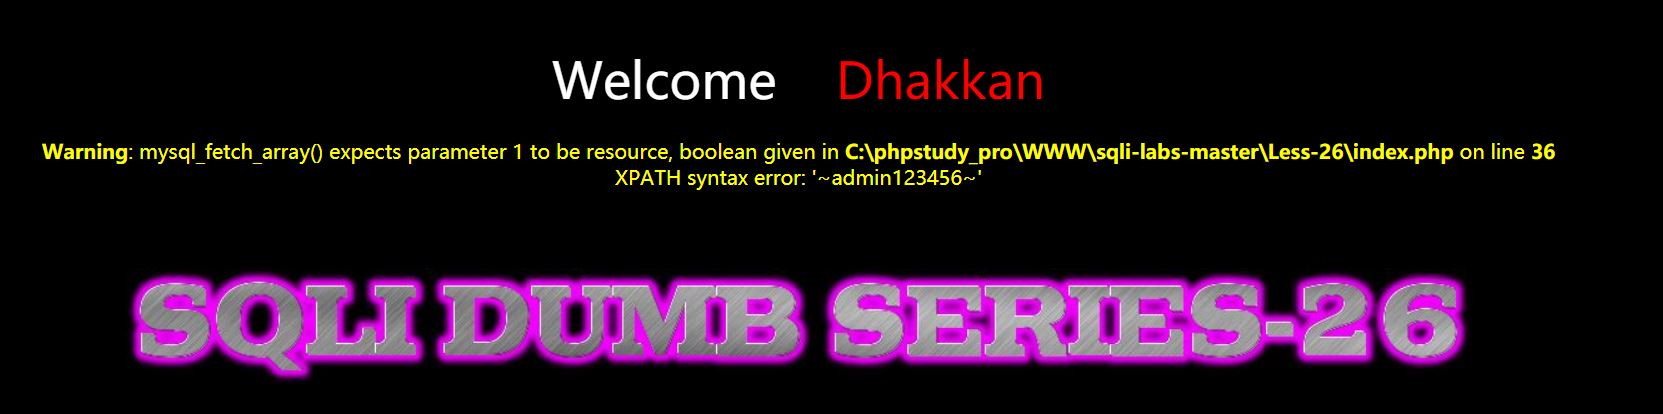 Welcome Dhakkan
Warning: mysql_fetch_array() expects parameter 1 to be resource, boolean given in C:\phpstudy_pro\WWW\sqli-labs-master\Less-26\index.php on line 36
XPATH syntax error: '~admin123456~'
SQLI DUMB SERIES-26